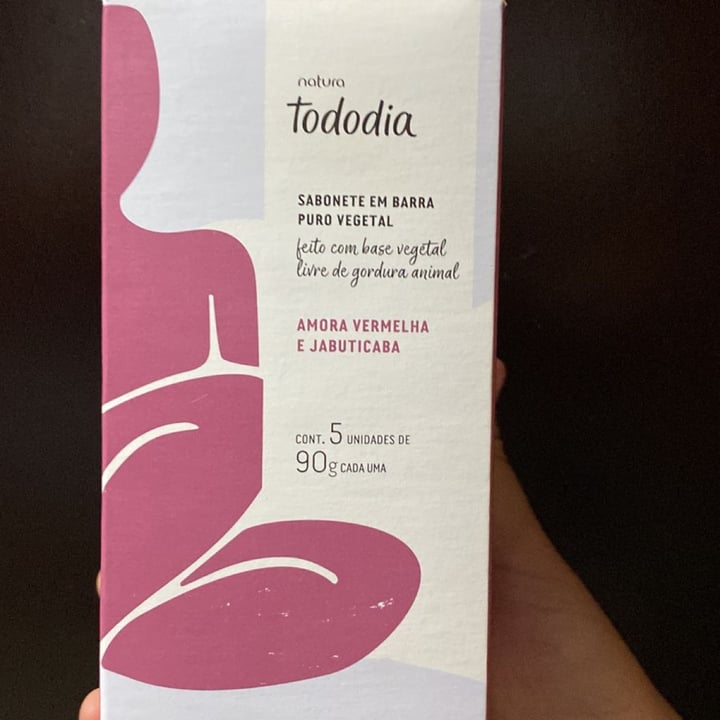 natura
Tododia
SABONETE EM BARRA
PURO VEGETAL
feito com base vegetal
livre de gordura animal
AMORA VERMELHA
E JABUTICABA
CONT. 5 UNIDADES DE
90g CADA UMA